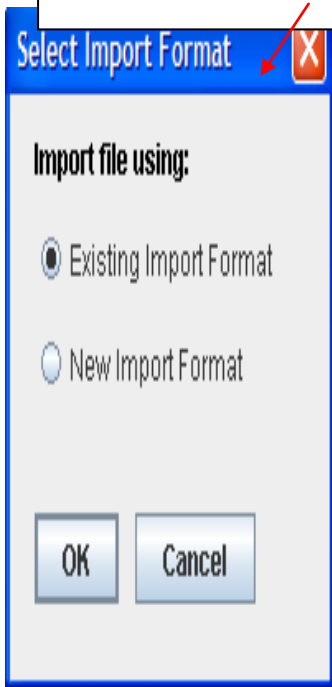 Select Import Format
Import file using:
Existing Import Format
New Import Format
OK Cancel